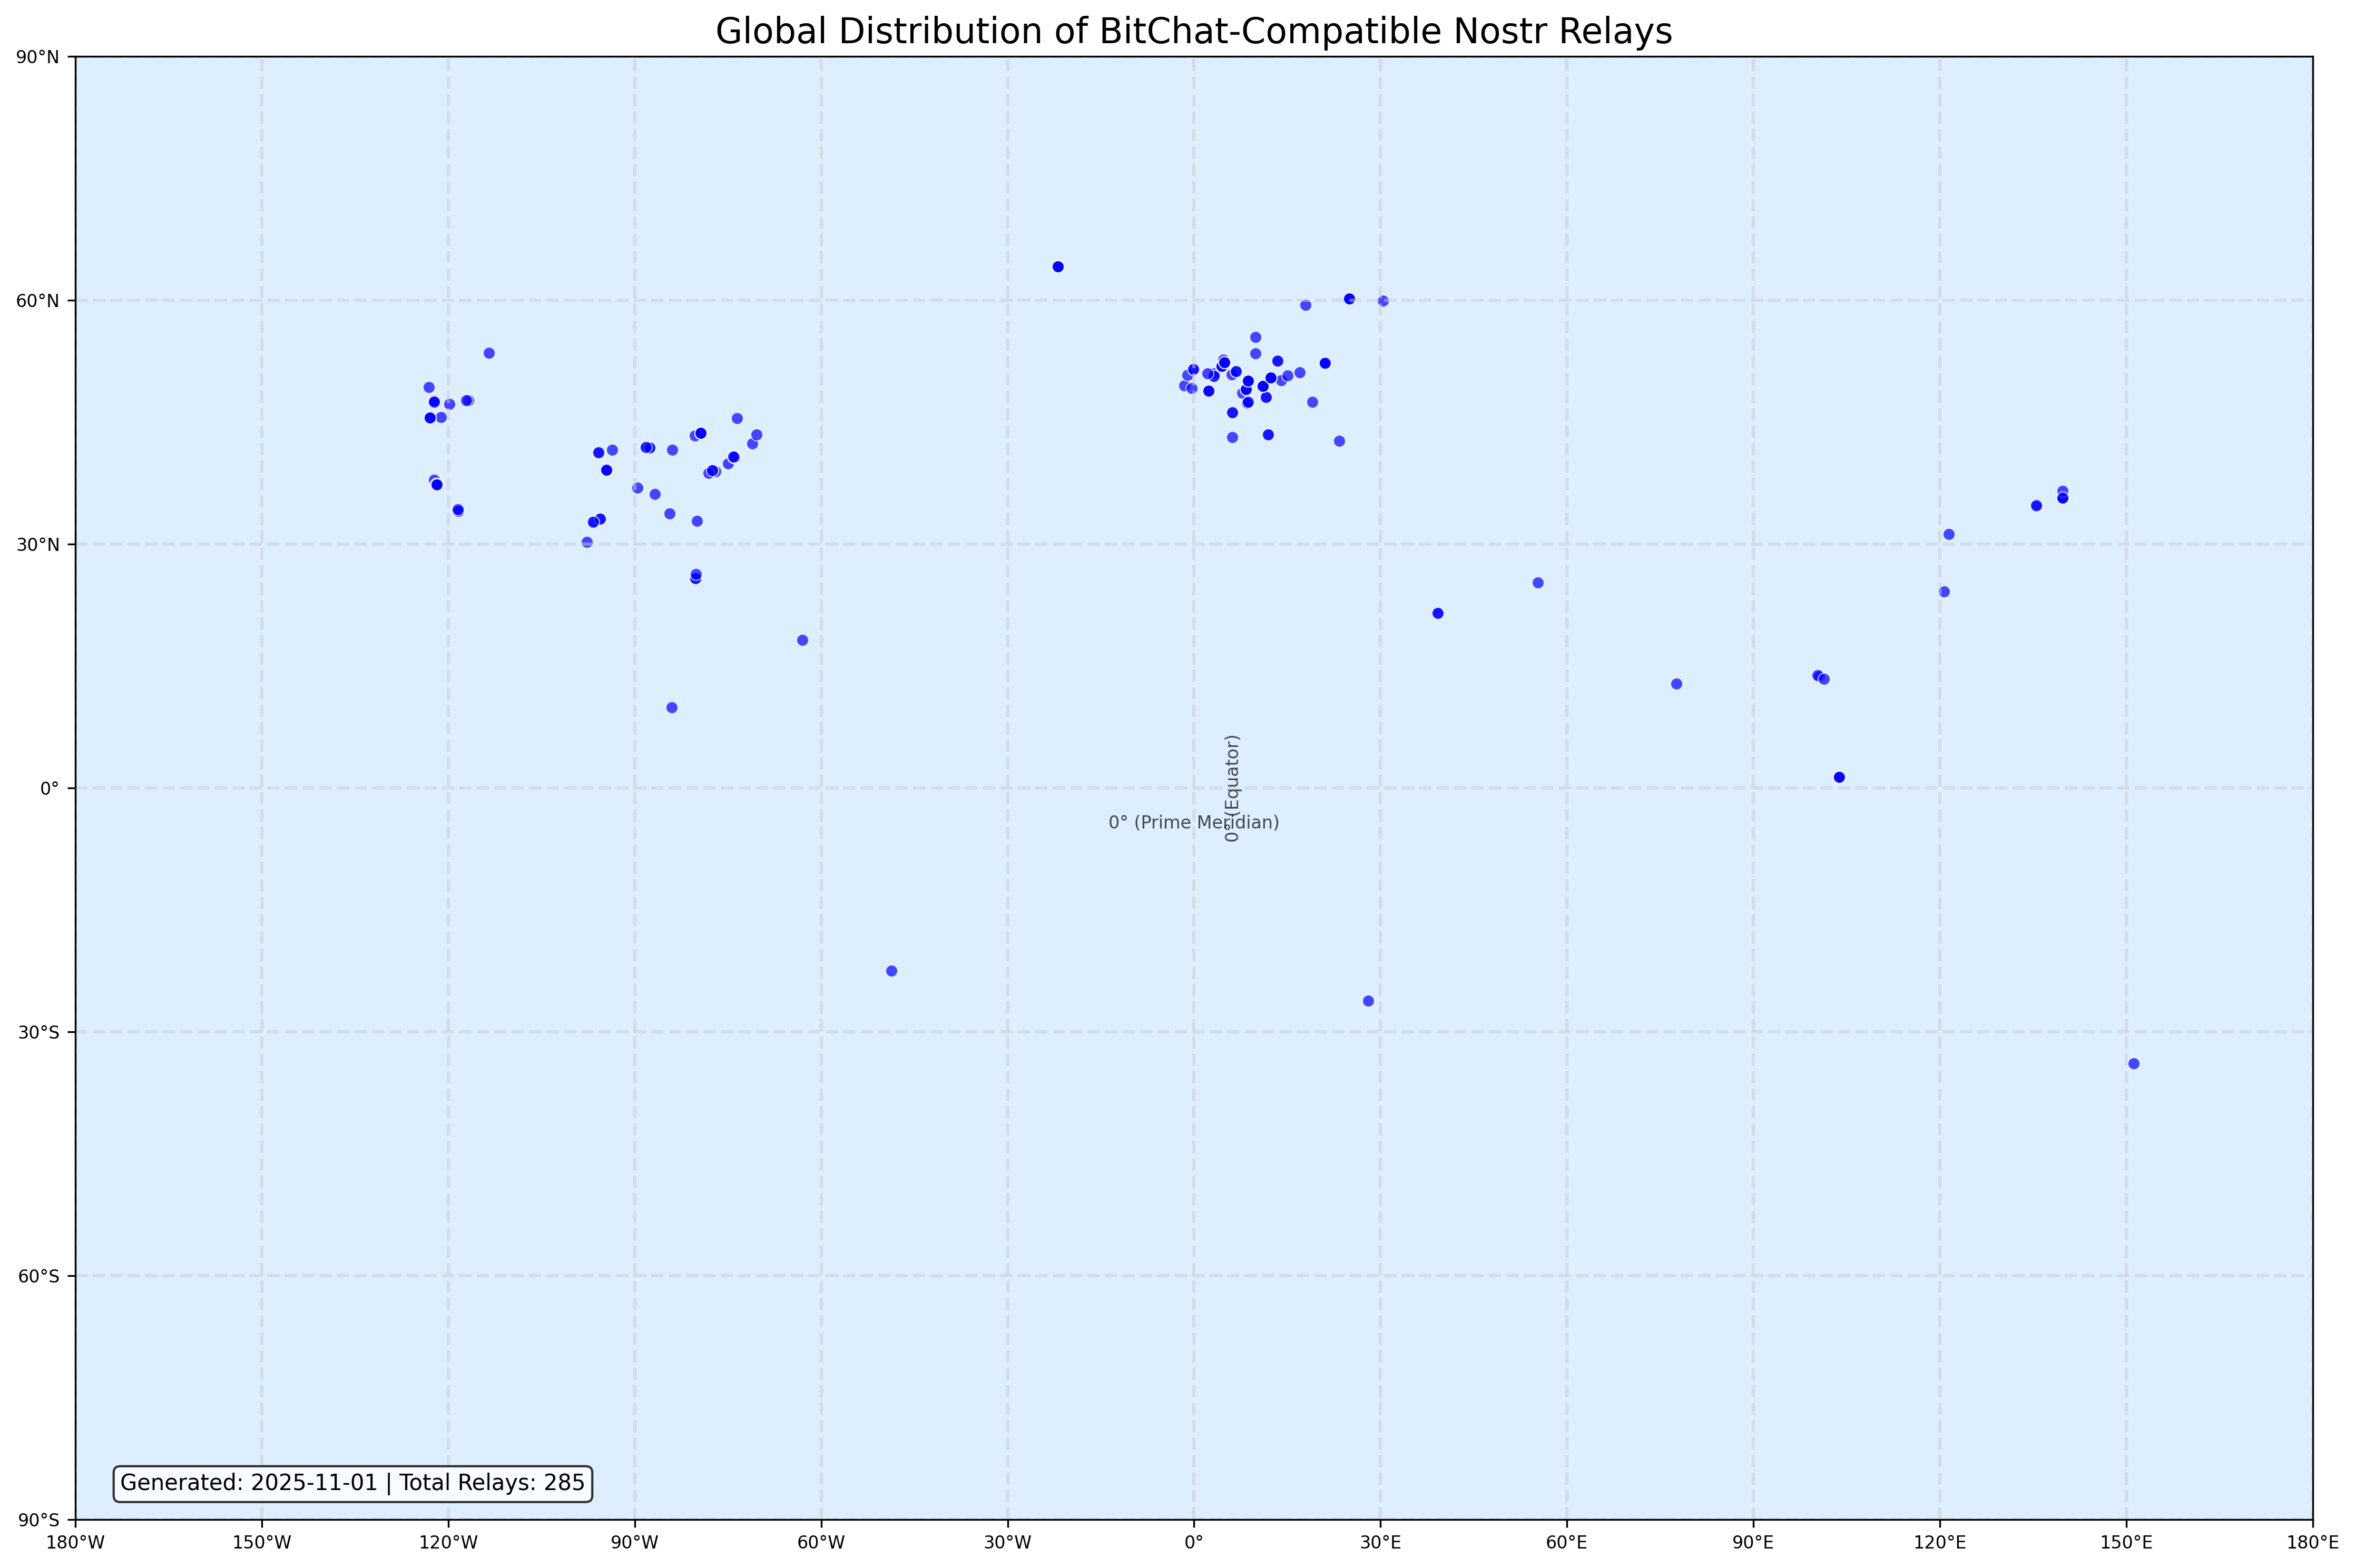 Global Distribution of BitChat-Compatible Nostr Relays
90°N
60°N
30°N
0°
30°S
60°S
90°S
0° (Equator)
0° (Prime Meridian)
Generated: 2025-11-01 | Total Relays: 285
180°W
150°W
120°W
90°W
60°W
30°W
0°
30°E
60°E
90°E
120°E
150°E
180°E